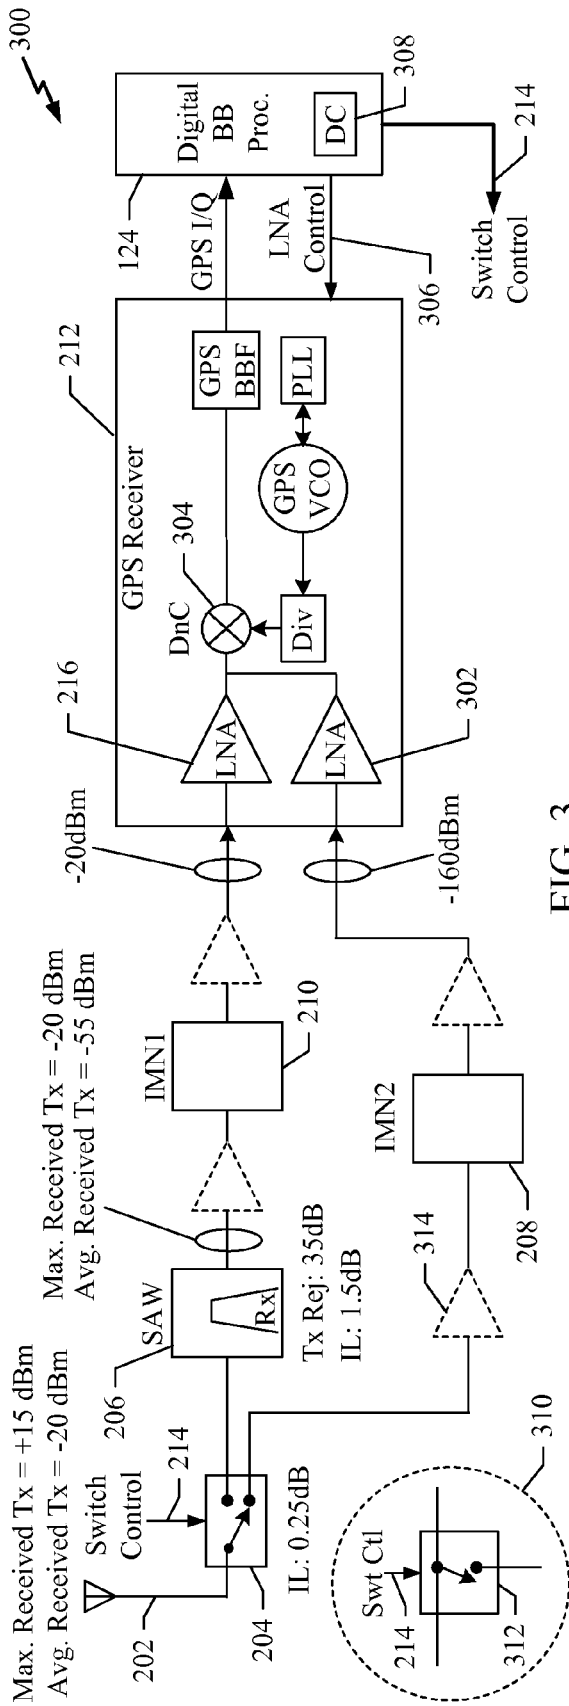 300
Max. Received Tx = +15 dBm
Avg. Received Tx = -20 dBm
202
Switch
Control
214
204
IL: 0.25dB
SAW
206
Rx
Tx Rej: 35dB
IL: 1.5dB
Max. Received Tx = -20 dBm
Avg. Received Tx = -55 dBm
IMN1
210
-20dBm
GPS Receiver
212
216
LNA
LNA
302
DnC
304
Div
GPS
VCO
PLL
GPS
BBF
GPS I/Q
LNA
Control
306
124
Digital
BB
Proc.
DC
308
214
Switch
Control
314
IMN2
208
-160dBm
310
Swt Ctl
214
312
FIG. 3